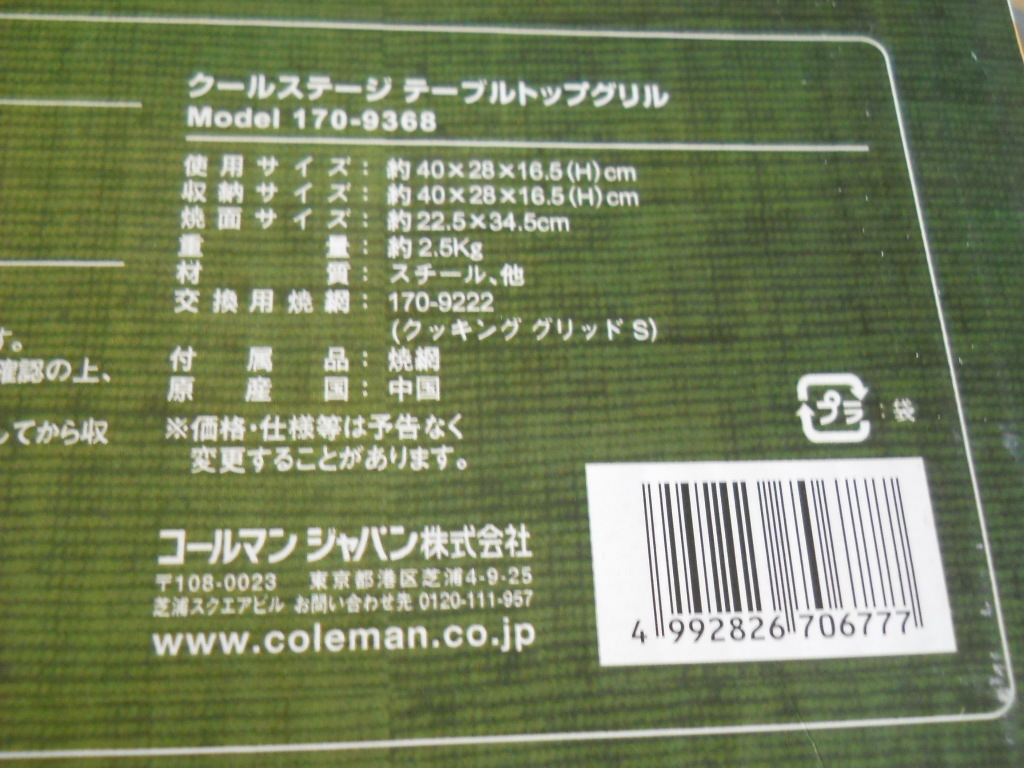 クールステージ テーブルトップグリル
Model 170-9368
使用サイズ：約40×28×16.5(H)cm
収納サイズ：約40×28×16.5(H)cm
焼面サイズ：約22.5×34.5cm
重量：約2.5Kg
材質：スチール、他
交換用焼網：170-9222
(クッキング グリッド S)
付属品：焼網
原産国：中国
※価格・仕様等は予告なく
変更することがあります。
す。
確認の上、
してから収
プラ：袋
コールマン ジャパン株式会社
〒108-0023 東京都港区芝浦4-9-25
芝浦スクエアビル お問い合わせ先 0120-111-957
www.coleman.co.jp
4 992826 706777